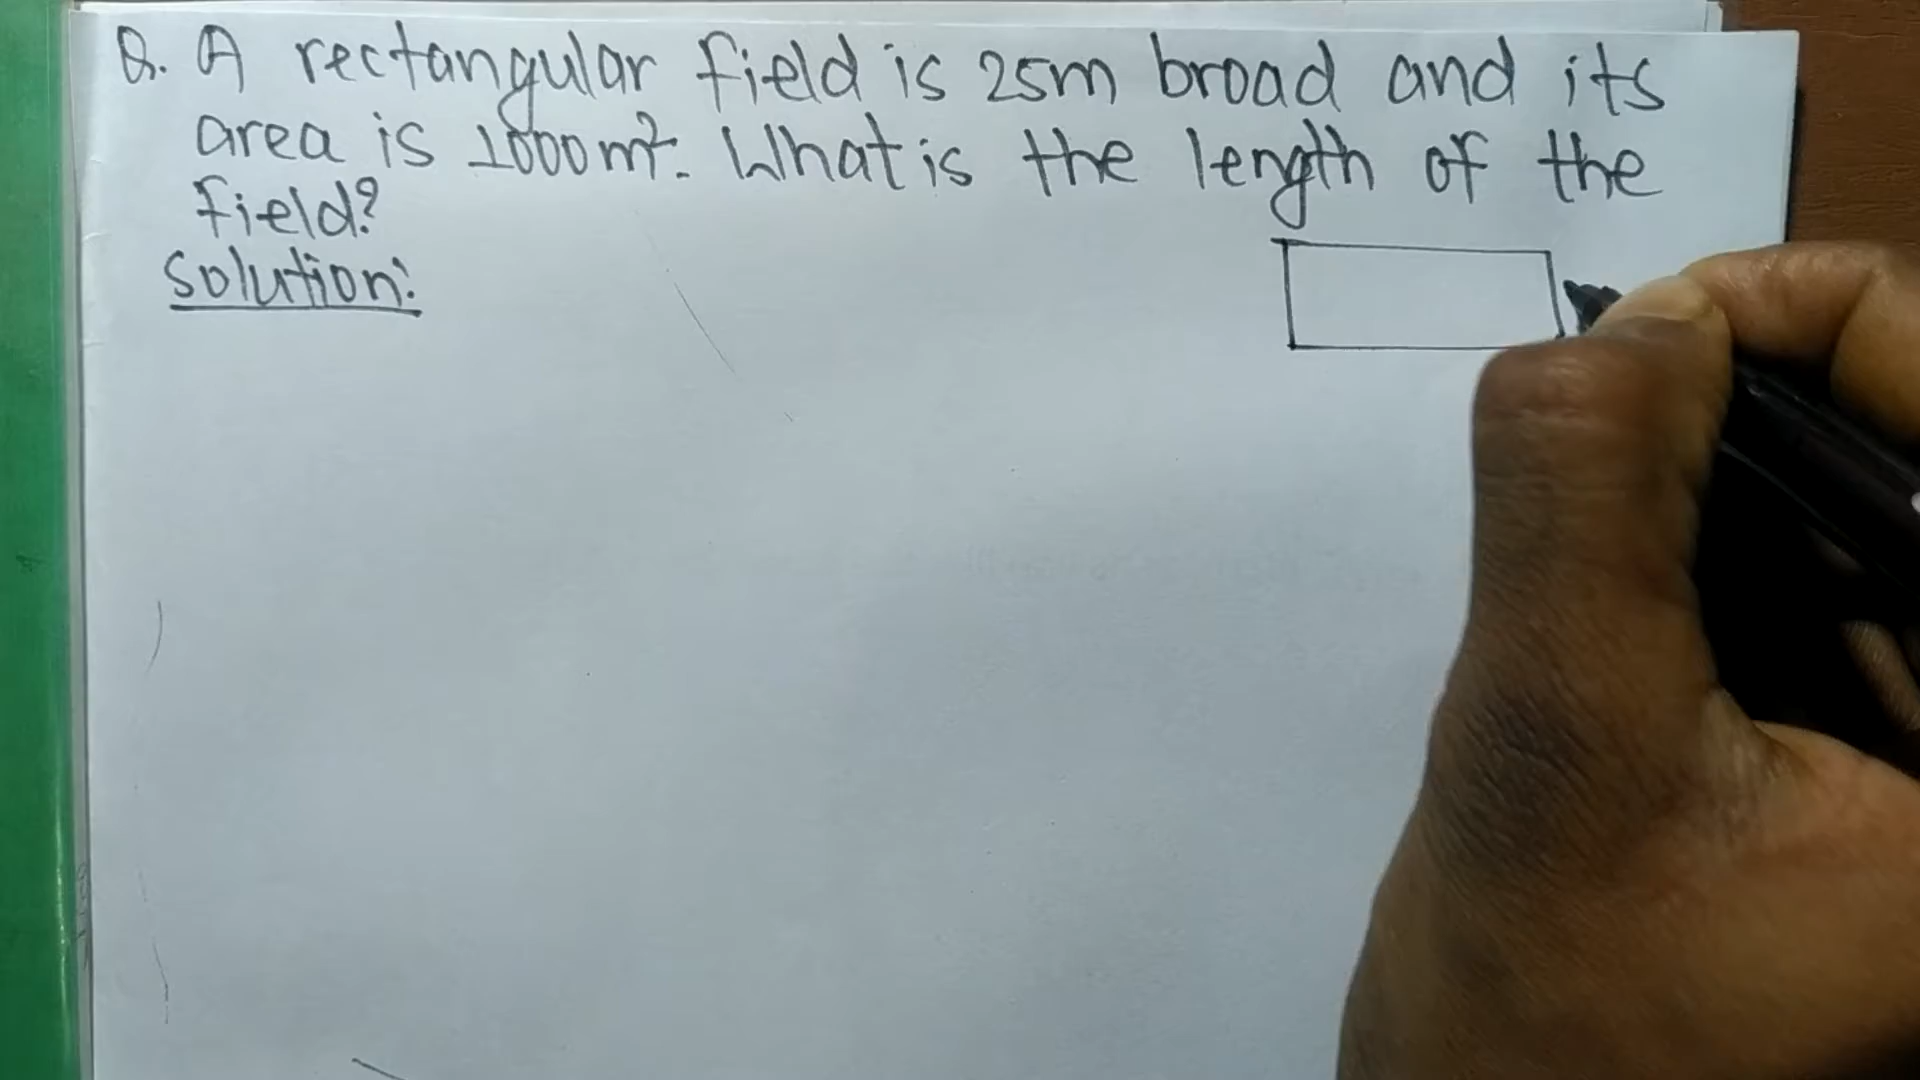 Q. A rectangular field is 25m broad and its
area is 1000m². What is the length of the
field?
Solution: